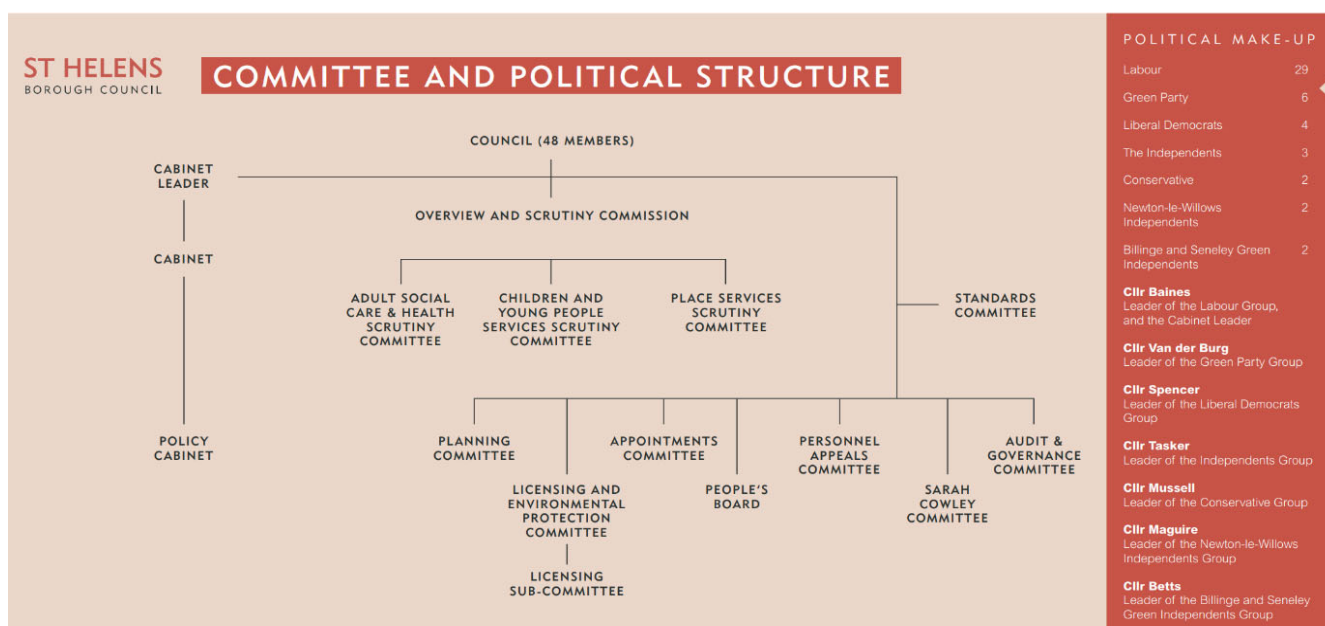 ST HELENS
BOROUGH COUNCIL
COMMITTEE AND POLITICAL STRUCTURE
COUNCIL (48 MEMBERS)
CABINET
LEADER
OVERVIEW AND SCRUTINY COMMISSION
CABINET
ADULT SOCIAL
CARE & HEALTH
SCRUTINY
COMMITTEE
CHILDREN AND
YOUNG PEOPLE
SERVICES SCRUTINY
COMMITTEE
PLACE SERVICES
SCRUTINY
COMMITTEE
STANDARDS
COMMITTEE
POLICY
CABINET
PLANNING
COMMITTEE
LICENSING AND
ENVIRONMENTAL
PROTECTION
COMMITTEE
LICENSING
SUB-COMMITTEE
APPOINTMENTS
COMMITTEE
PEOPLE'S
BOARD
PERSONNEL
APPEALS
COMMITTEE
SARAH
COWLEY
COMMITTEE
AUDIT &
GOVERNANCE
COMMITTEE
POLITICAL MAKE-UP
Labour 29
Green Party 6
Liberal Democrats 4
The Independents 3
Conservative 2
Newton-le-Willows 2
Independents
Billinge and Seneley Green 2
Independents
Cllr Baines
Leader of the Labour Group,
and the Cabinet Leader
Cllr Van der Burg
Leader of the Green Party Group
Cllr Spencer
Leader of the Liberal Democrats
Group
Cllr Tasker
Leader of the Independents Group
Cllr Mussell
Leader of the Conservative Group
Cllr Maguire
Leader of the Newton-le-Willows
Independents Group
Cllr Betts
Leader of the Billinge and Seneley
Green Independents Group